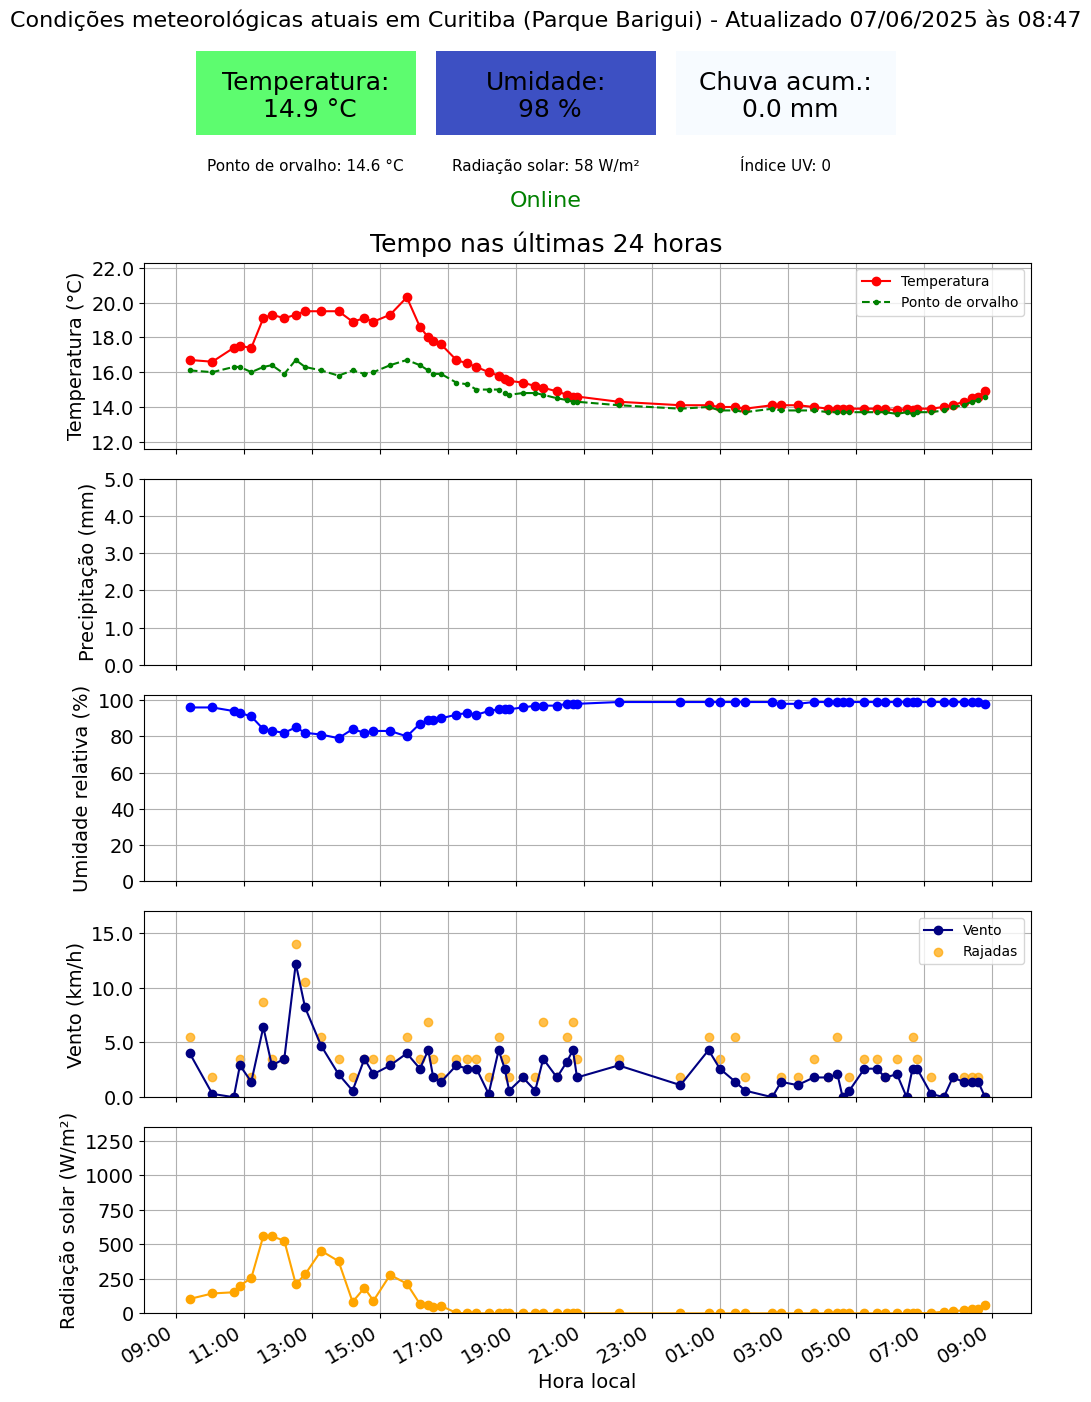 Condições meteorológicas atuais em Curitiba (Parque Barigui) - Atualizado 07/06/2025 às 08:47
Temperatura:
14.9 °C
Umidade:
98 %
Chuva acum.:
0.0 mm
Ponto de orvalho: 14.6 °C
Radiação solar: 58 W/m²
Índice UV: 0
Online
Tempo nas últimas 24 horas
Temperatura (°C)
22.0
20.0
18.0
16.0
14.0
12.0
Temperatura
Ponto de orvalho
Precipitação (mm)
5.0
4.0
3.0
2.0
1.0
0.0
Umidade relativa (%)
100
80
60
40
20
0
Vento (km/h)
15.0
10.0
5.0
0.0
Vento
Rajadas
Radiação solar (W/m²)
1250
1000
750
500
250
0
09:00
11:00
13:00
15:00
17:00
19:00
21:00
23:00
01:00
03:00
05:00
07:00
09:00
Hora local